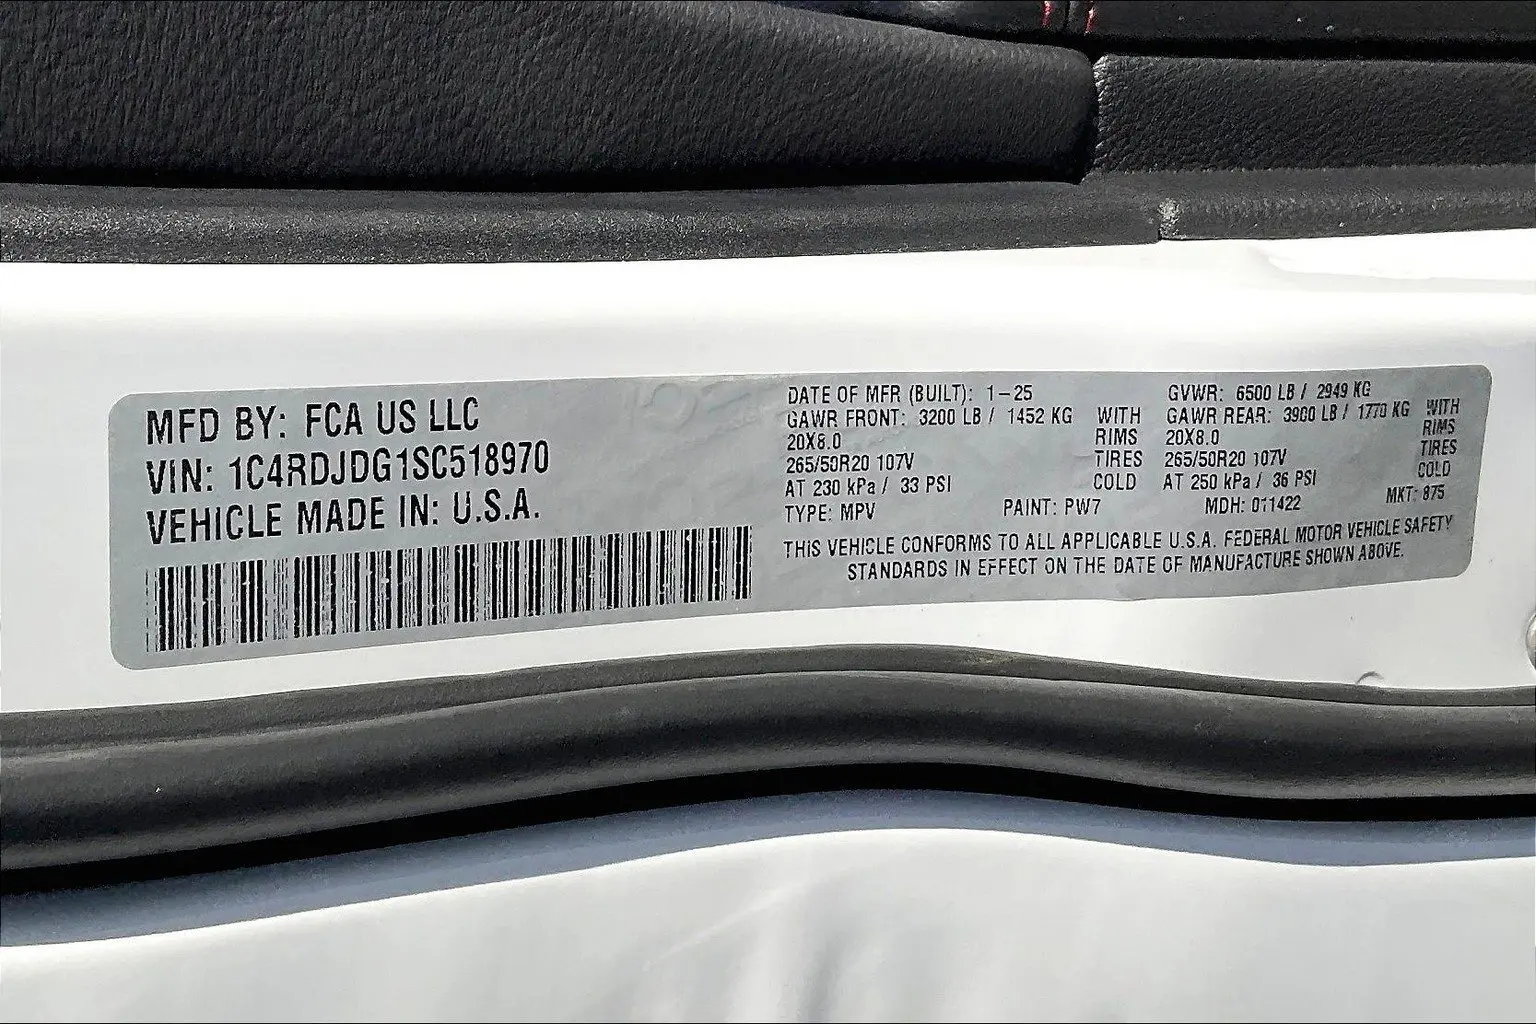 MFD BY: FCA US LLC
VIN: 1C4RDJDG1SC518970
VEHICLE MADE IN: U.S.A.
DATE OF MFR (BUILT): 1-25
GAWR FRONT: 3200 LB / 1452 KG WITH
20X8.0 RIMS
265/50R20 107V TIRES
AT 230 kPa / 33 PSI COLD
TYPE: MPV PAINT: PW7
GVWR: 6500 LB / 2949 KG
GAWR REAR: 3900 LB / 1770 KG WITH
20X8.0 RIMS
265/50R20 107V TIRES
AT 250 kPa / 36 PSI COLD
MDH: 011422 MKT: 875
THIS VEHICLE CONFORMS TO ALL APPLICABLE U.S.A. FEDERAL MOTOR VEHICLE SAFETY
STANDARDS IN EFFECT ON THE DATE OF MANUFACTURE SHOWN ABOVE.